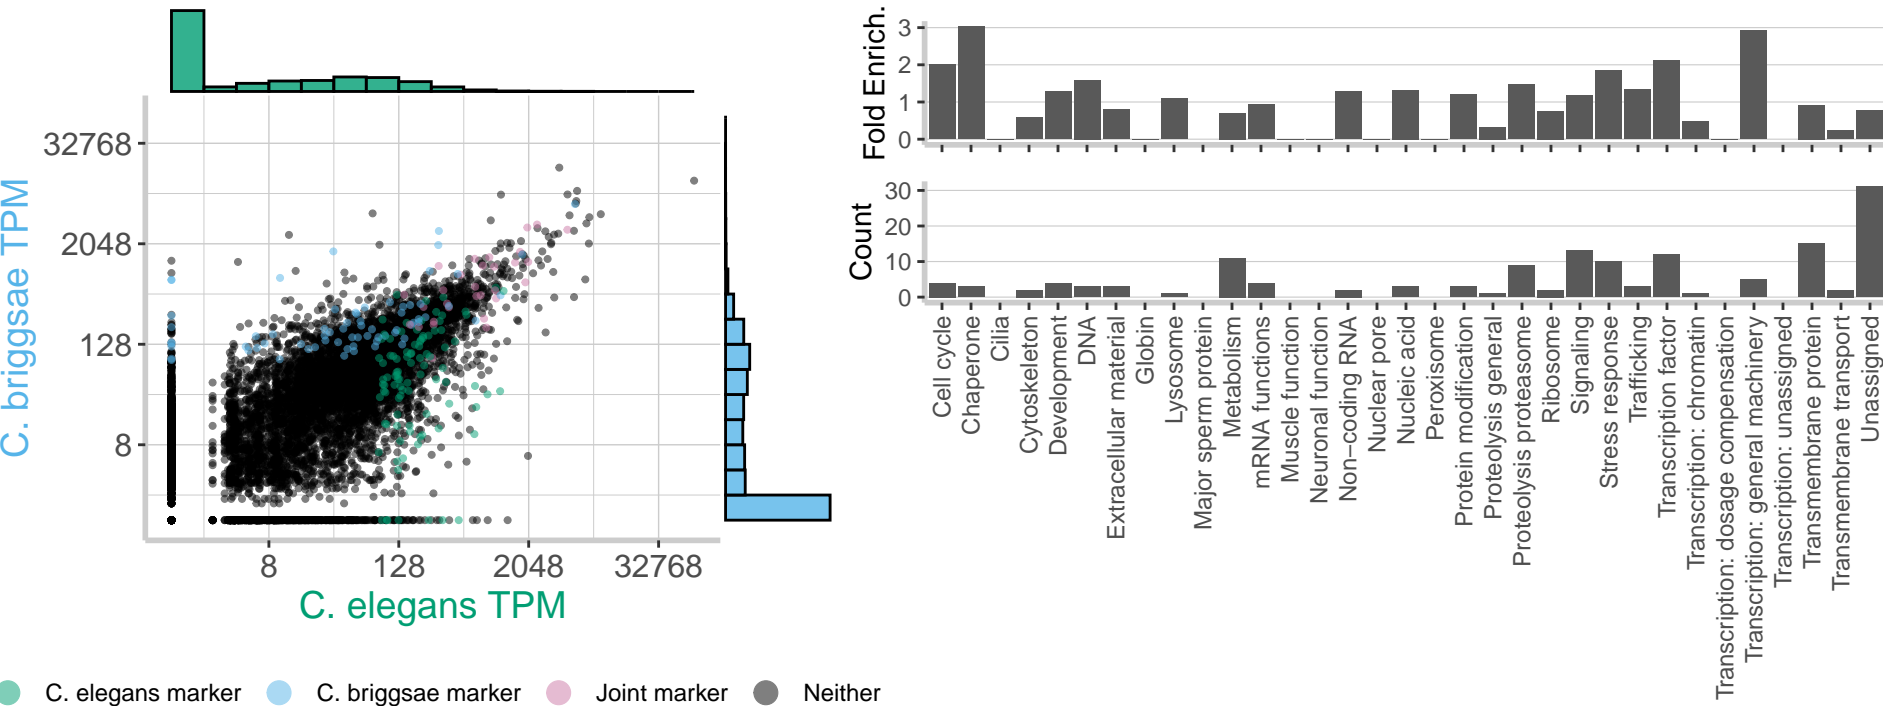 32768
2048
128
8
C. briggsae TPM
8
128
2048
32768
C. elegans TPM
C. elegans marker
C. briggsae marker
Joint marker
Neither
Fold Enrich.
3
2
1
0
Count
30
20
10
0
Cell cycle
Chaperone
Cilia
Cytoskeleton
Development
DNA
Extracellular material
Globin
Lysosome
Major sperm protein
Metabolism
mRNA functions
Muscle function
Neuronal function
Non−coding RNA
Nuclear pore
Nucleic acid
Peroxisome
Protein modification
Proteolysis general
Proteolysis proteasome
Ribosome
Signaling
Stress response
Trafficking
Transcription factor
Transcription: chromatin
Transcription: dosage compensation
Transcription: general machinery
Transcription: unassigned
Transmembrane protein
Transmembrane transport
Unassigned